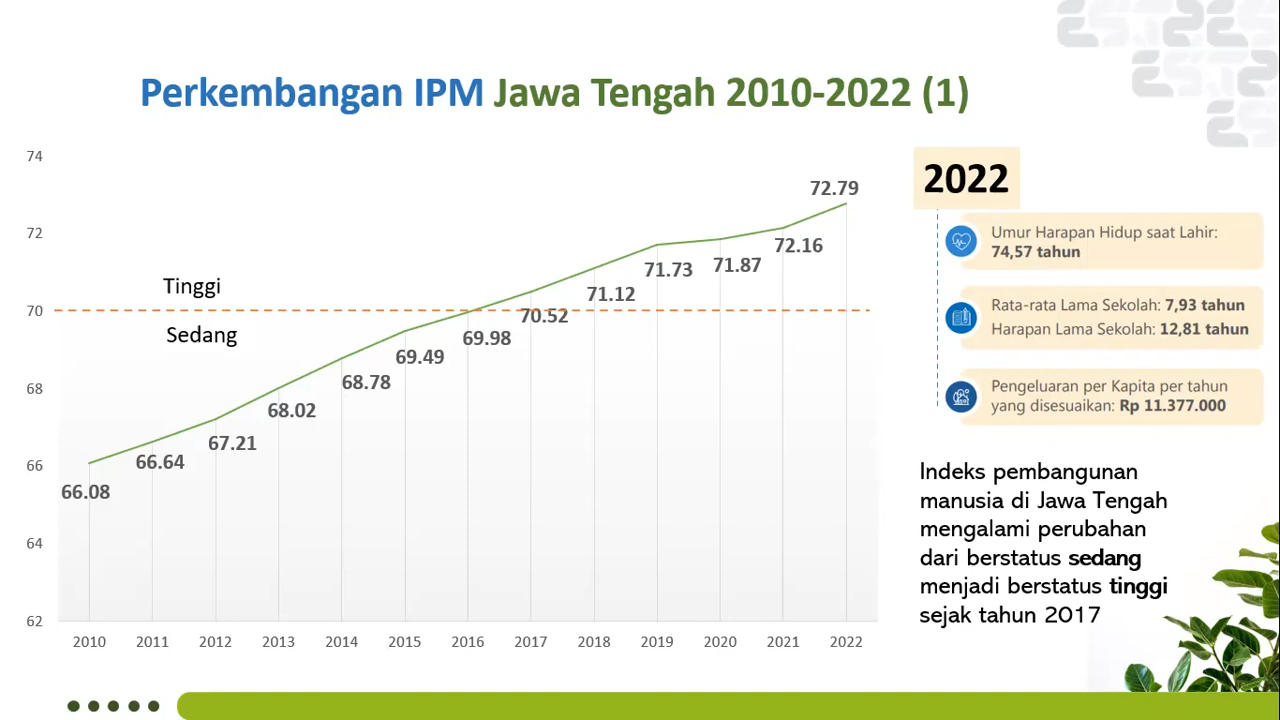 Perkembangan IPM Jawa Tengah 2010-2022 (1)
74
72
70
68
66
64
62
Tinggi
Sedang
66.08
66.64
67.21
68.02
68.78
69.49
69.98
70.52
71.12
71.73
71.87
72.16
72.79
2010 2011 2012 2013 2014 2015 2016 2017 2018 2019 2020 2021 2022
2022
Umur Harapan Hidup saat Lahir:
74,57 tahun
Rata-rata Lama Sekolah: 7,93 tahun
Harapan Lama Sekolah: 12,81 tahun
Pengeluaran per Kapita per tahun
yang disesuaikan: Rp 11.377.000
Indeks pembangunan
manusia di Jawa Tengah
mengalami perubahan
dari berstatus sedang
menjadi berstatus tinggi
sejak tahun 2017